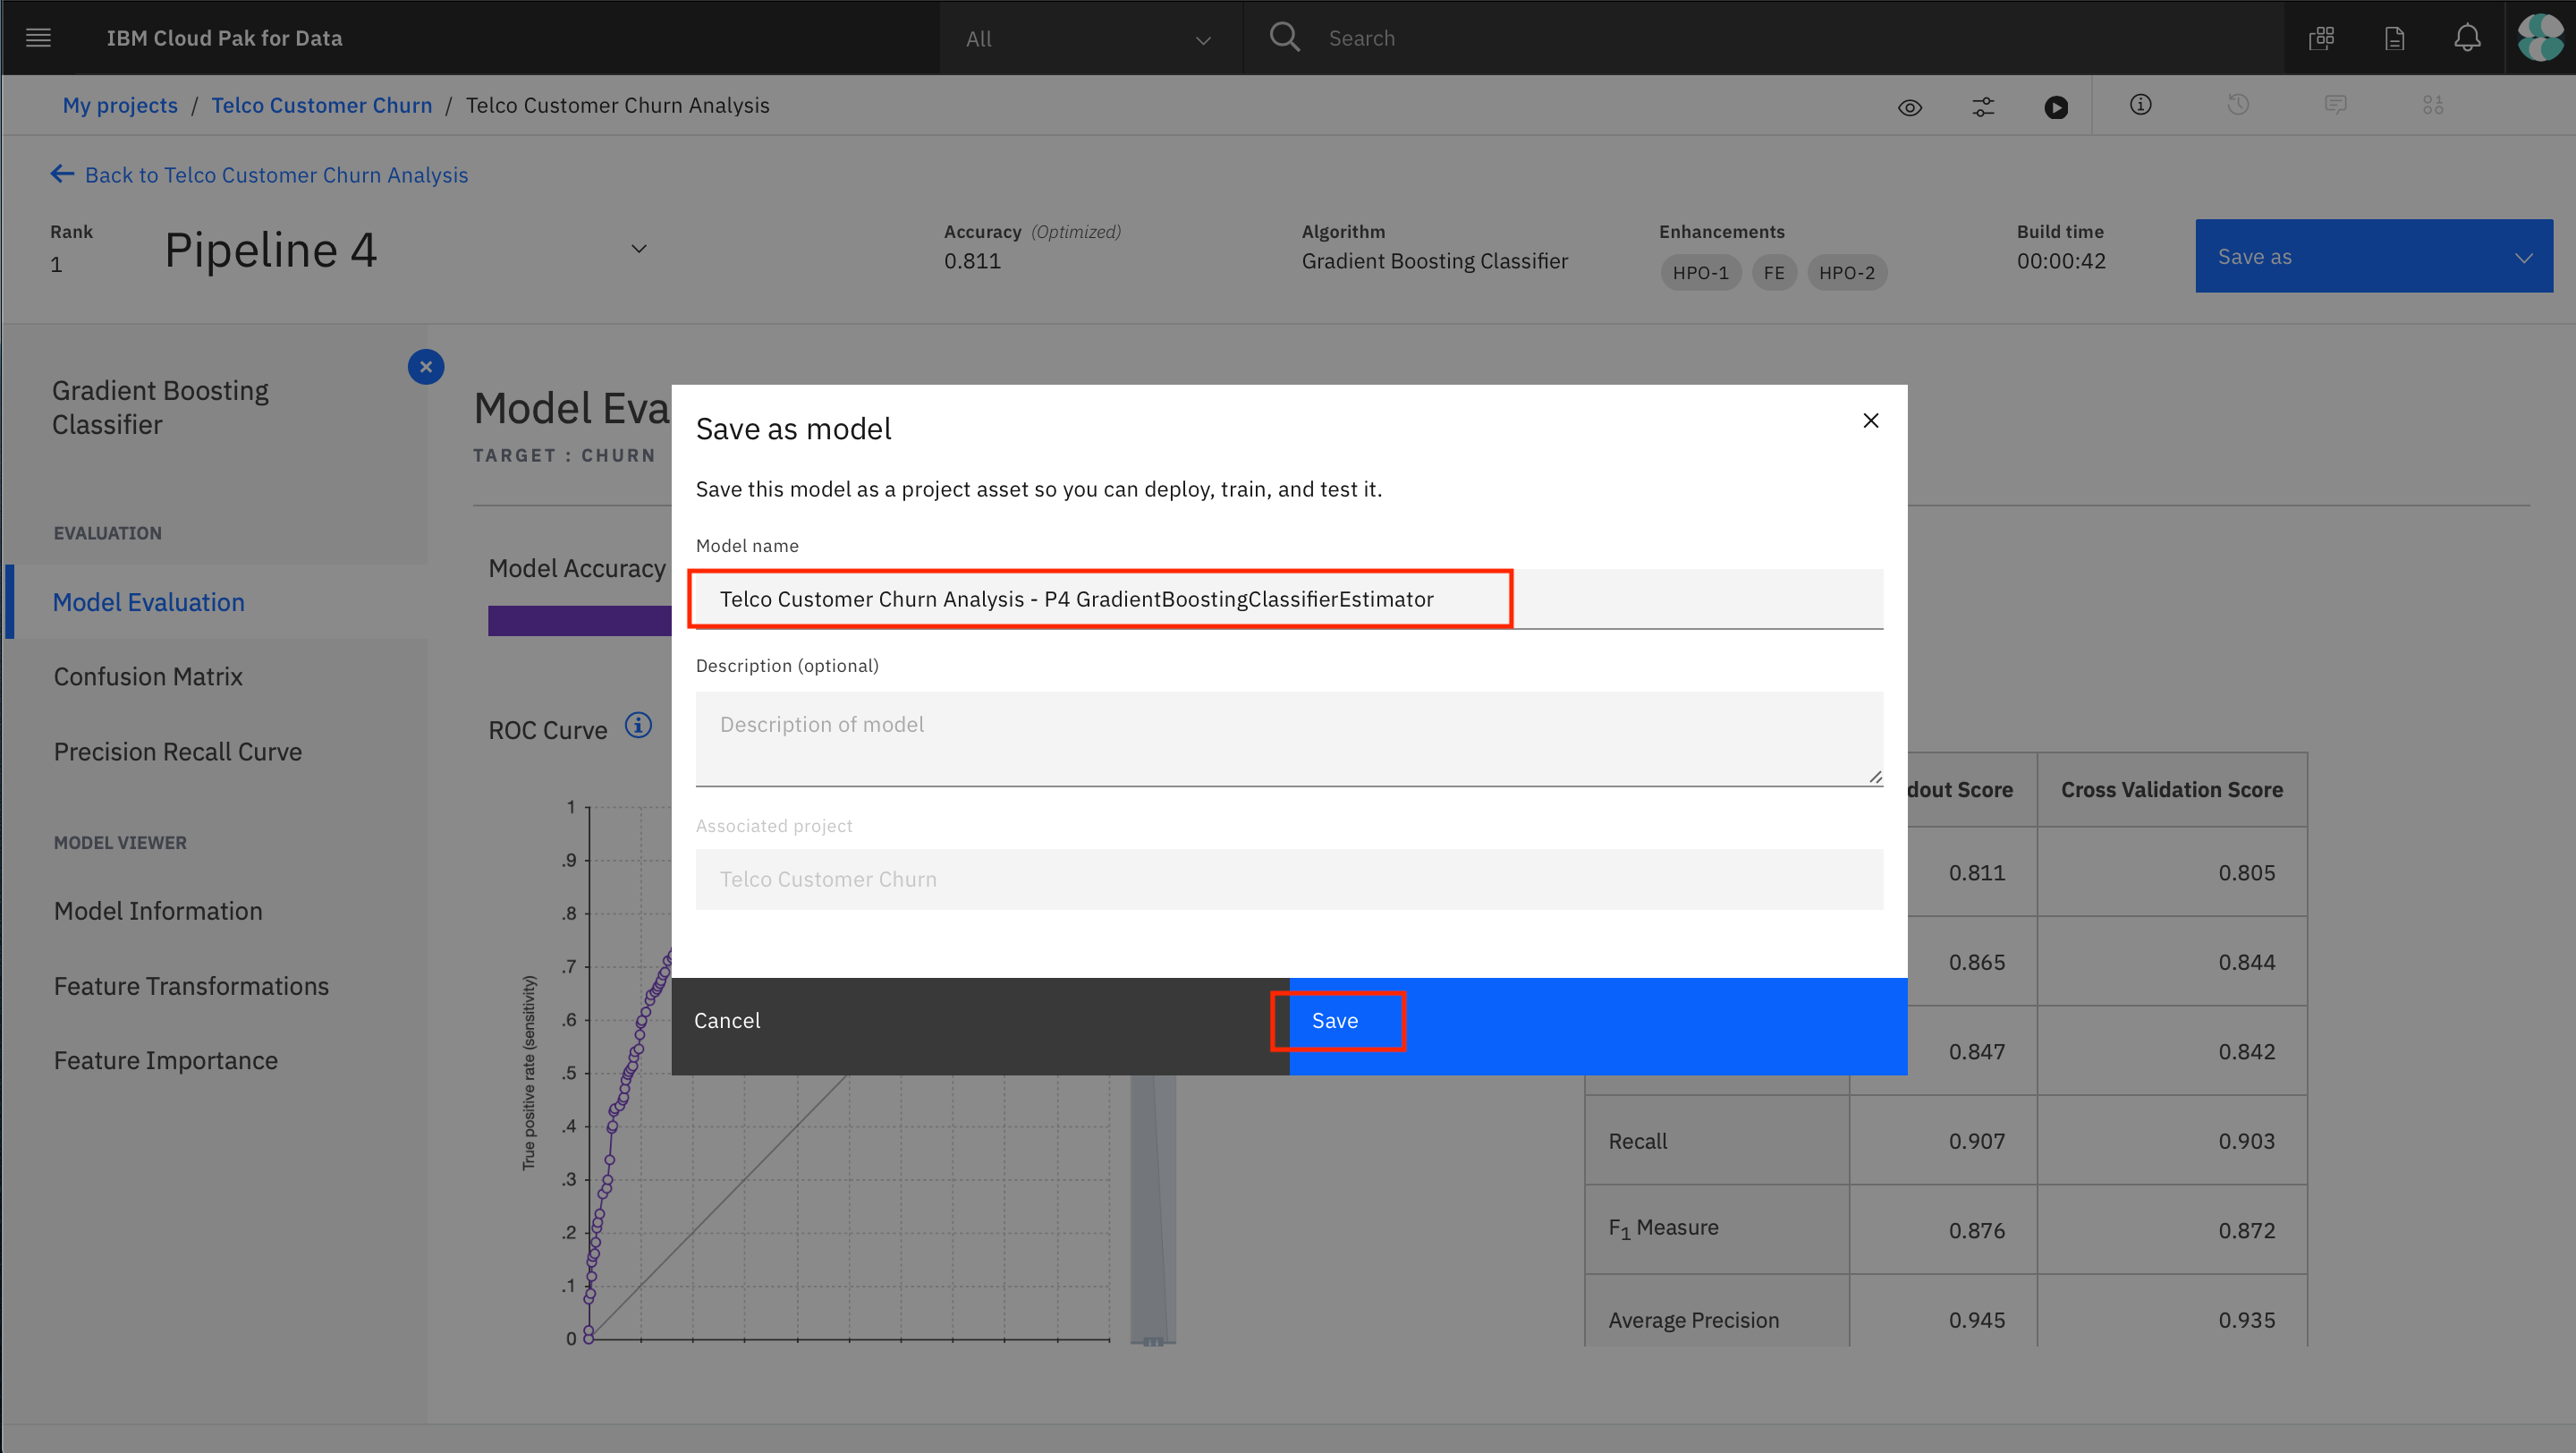 IBM Cloud Pak for Data
All
Search
My projects / Telco Customer Churn / Telco Customer Churn Analysis
Back to Telco Customer Churn Analysis
Rank
1
Pipeline 4
Accuracy (Optimized)
0.811
Algorithm
Gradient Boosting Classifier
Enhancements
HPO-1 FE HPO-2
Build time
00:00:42
Save as
Gradient Boosting
Classifier
EVALUATION
Model Evaluation
Confusion Matrix
Precision Recall Curve
MODEL VIEWER
Model Information
Feature Transformations
Feature Importance
Model Eva
TARGET : CHURN
Model Accuracy
ROC Curve
1
.9
.8
.7
.6
.5
.4
.3
.2
.1
0
True positive rate (sensitivity)
Save as model
Save this model as a project asset so you can deploy, train, and test it.
Model name
Telco Customer Churn Analysis - P4 GradientBoostingClassifierEstimator
Description (optional)
Description of model
Associated project
Telco Customer Churn
Cancel
Save
dout Score Cross Validation Score
0.811 0.805
0.865 0.844
0.847 0.842
Recall 0.907 0.903
F1 Measure 0.876 0.872
Average Precision 0.945 0.935